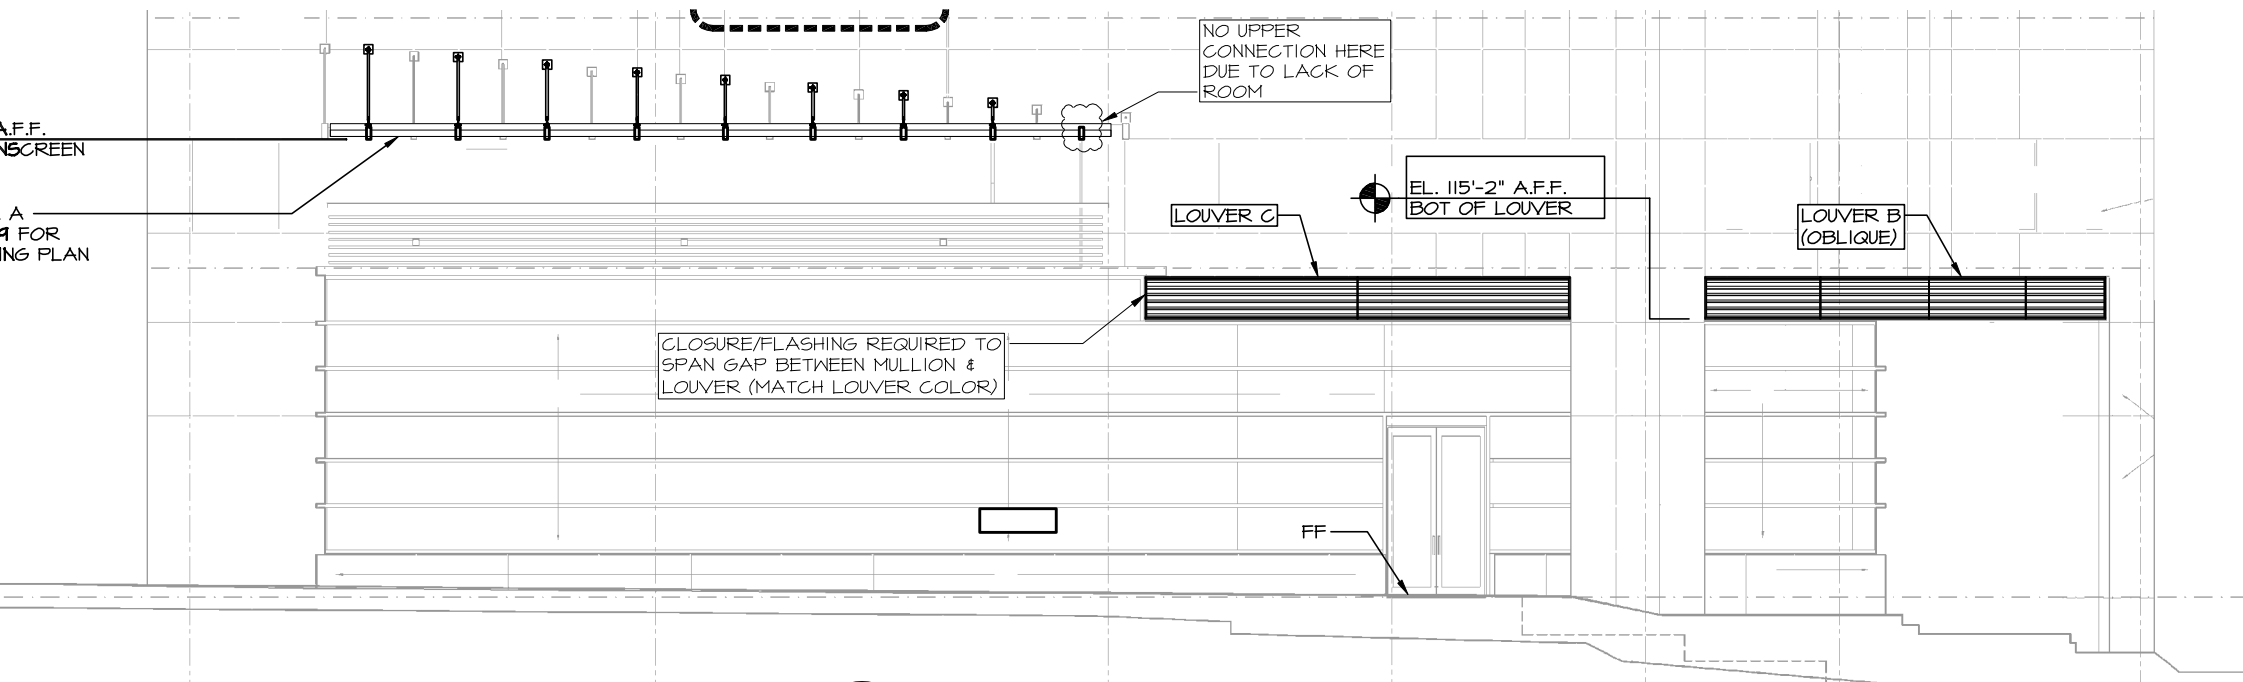 NO UPPER
CONNECTION HERE
DUE TO LACK OF
ROOM
A.F.F.
NSCREEN
A
9 FOR
ING PLAN
EL. 115'-2" A.F.F.
BOT OF LOUVER
LOUVER C
LOUVER B
(OBLIQUE)
CLOSURE/FLASHING REQUIRED TO
SPAN GAP BETWEEN MULLION &
LOUVER (MATCH LOUVER COLOR)
FF